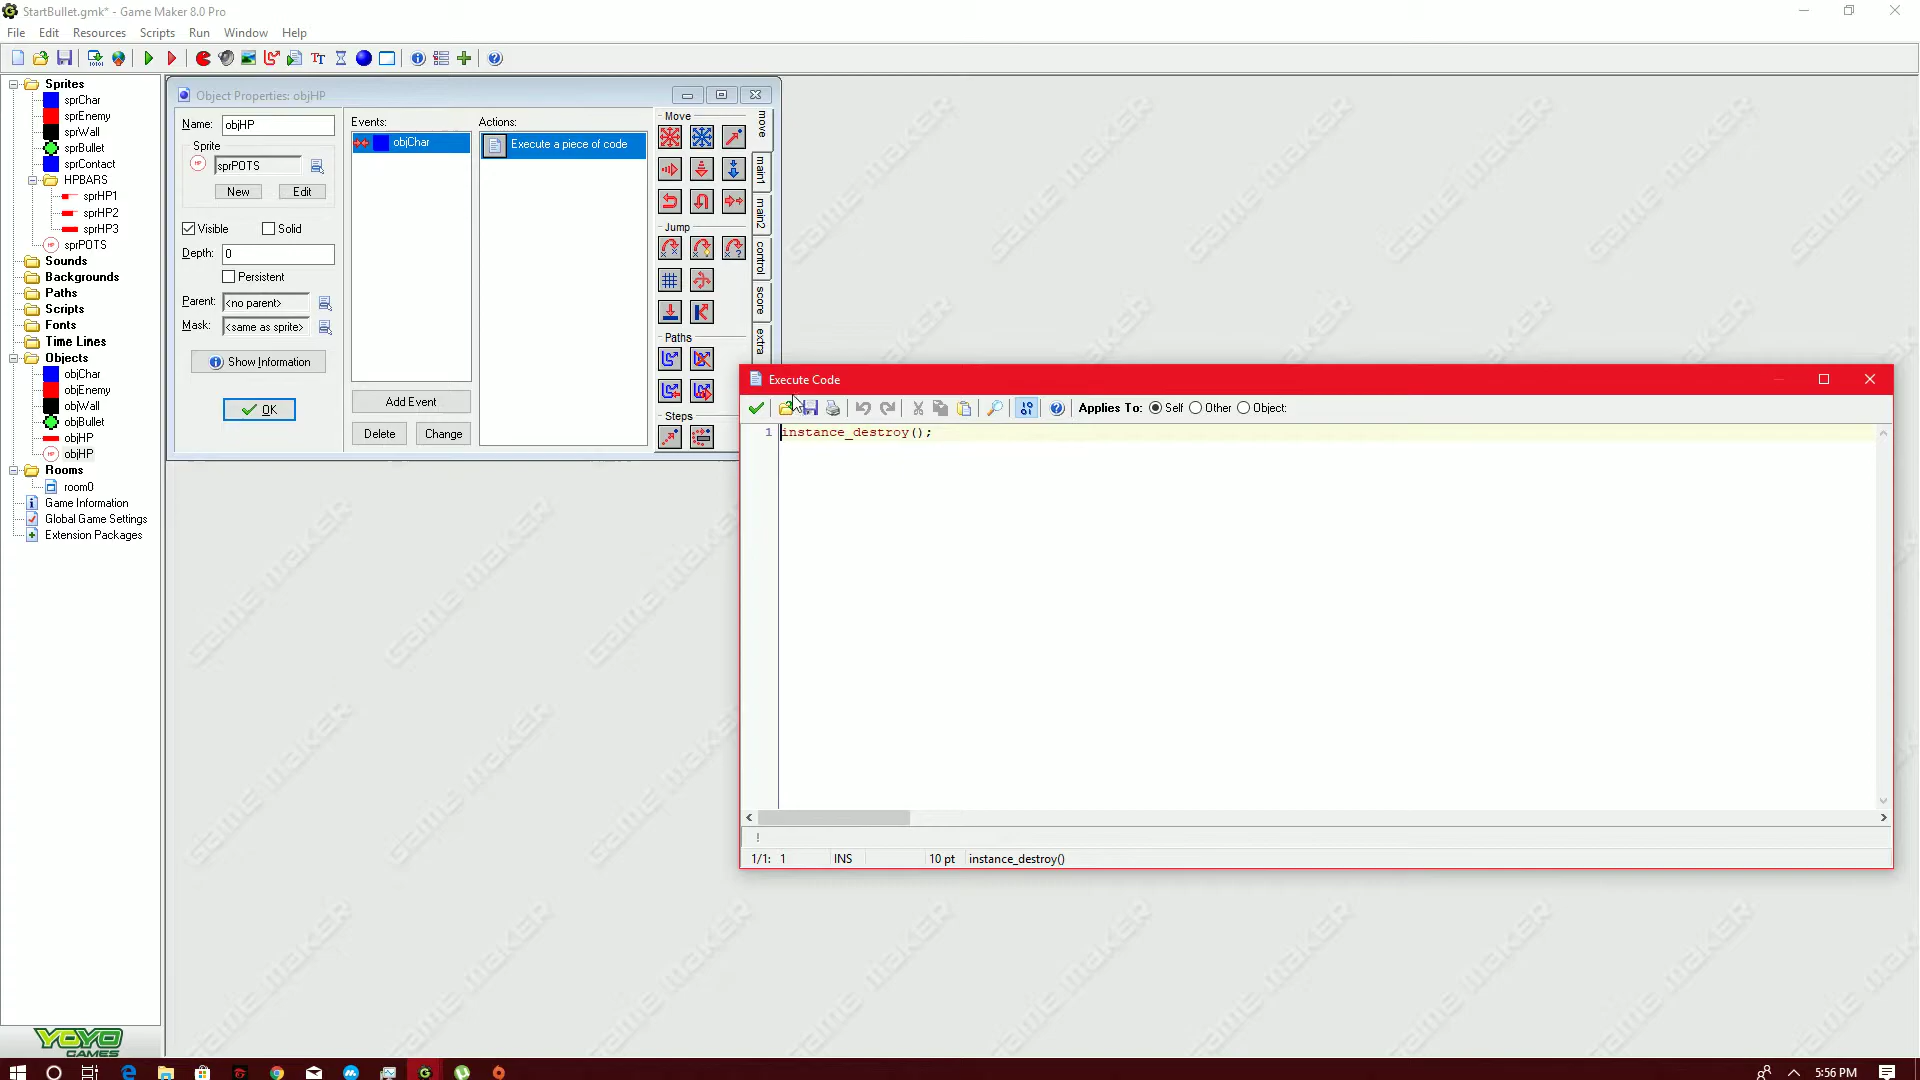 StartBullet.gmk* - Game Maker 8.0 Pro
File Edit Resources Scripts Run Window Help
Sprites
sprChar
sprEnemy
sprWall
sprBullet
sprContact
HPBARS
sprHP1
sprHP2
sprHP3
sprPOTS
Sounds
Backgrounds
Paths
Scripts
Fonts
Time Lines
Objects
objChar
objEnemy
objWall
objBullet
objHP
objHP
Rooms
room0
Game Information
Global Game Settings
Extension Packages
YOYO
GAMES
Object Properties: objHP
Name: objHP
Sprite
sprPOTS
New Edit
Visible Solid
Depth: 0
Persistent
Parent: <no parent>
Mask: <same as sprite>
Show Information
OK
Events:
objChar
Add Event
Delete Change
Actions:
Execute a piece of code
Move
Jump
Paths
Steps
move
main1
main2
control
score
extra
Execute Code
Applies To: Self Other Object:
1 instance_destroy();
!
1/1: 1 INS 10 pt instance_destroy()
GAME MAKER
5:56 PM